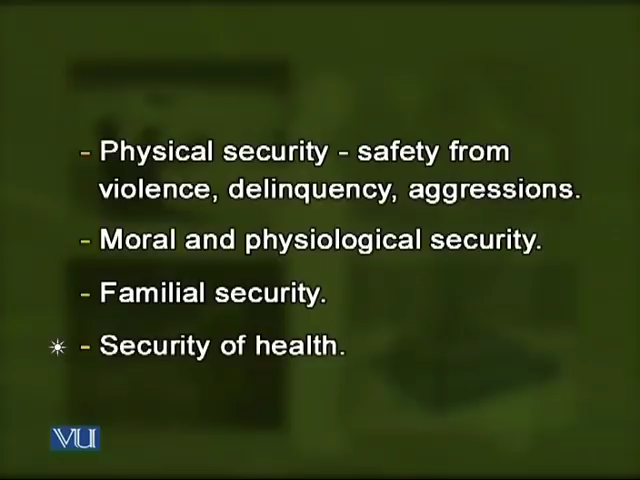 - Physical security - safety from
violence, delinquency, aggressions.
- Moral and physiological security.
- Familial security.
- Security of health.
VU